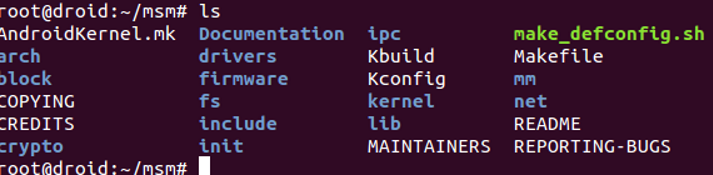 root@droid:~/msm# ls
AndroidKernel.mk Documentation ipc make_defconfig.sh
arch drivers Kbuild Makefile
block firmware Kconfig mm
COPYING fs kernel net
CREDITS include lib README
crypto init MAINTAINERS REPORTING-BUGS
root@droid:~/msm#